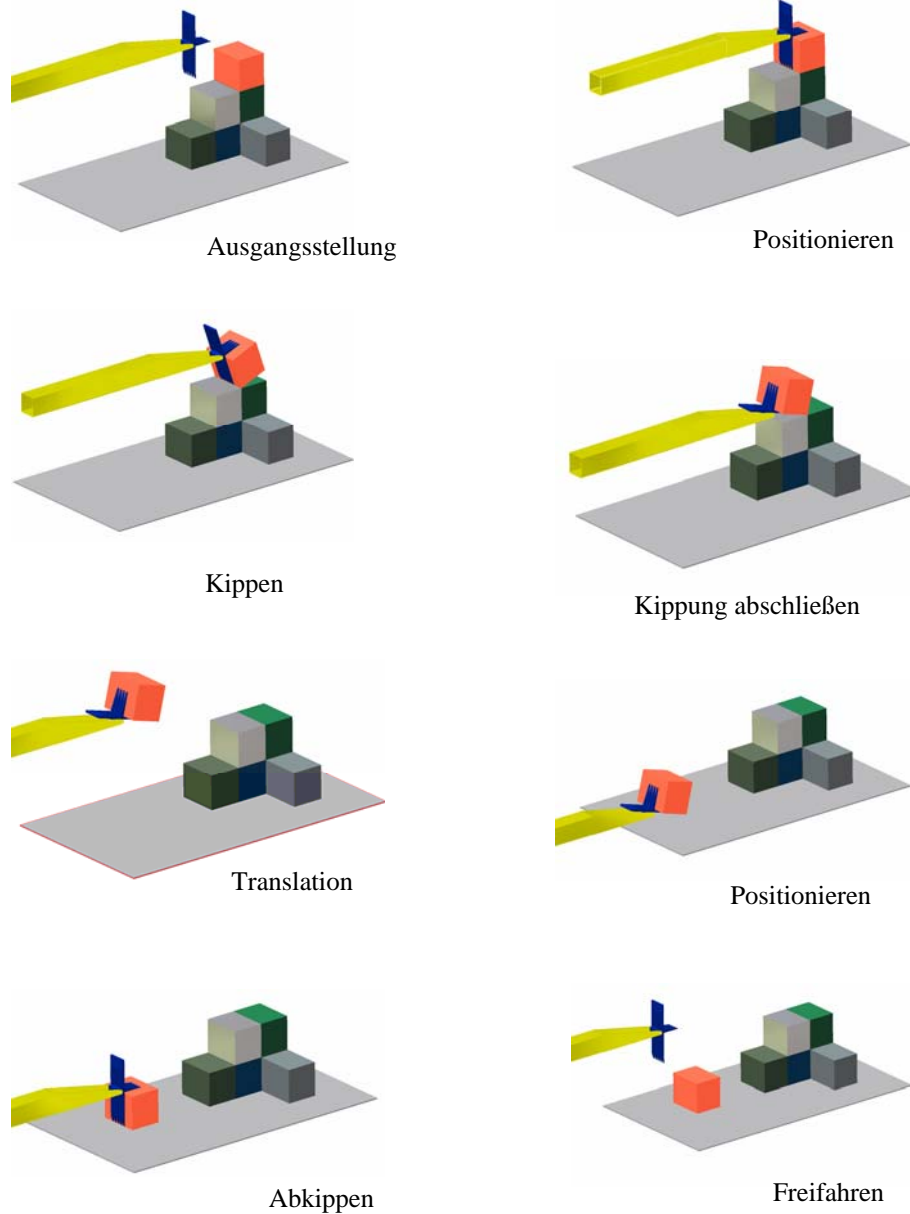 Ausgangsstellung
Positionieren
Kippen
Kippung abschließen
Translation
Positionieren
Abkippen
Freifahren